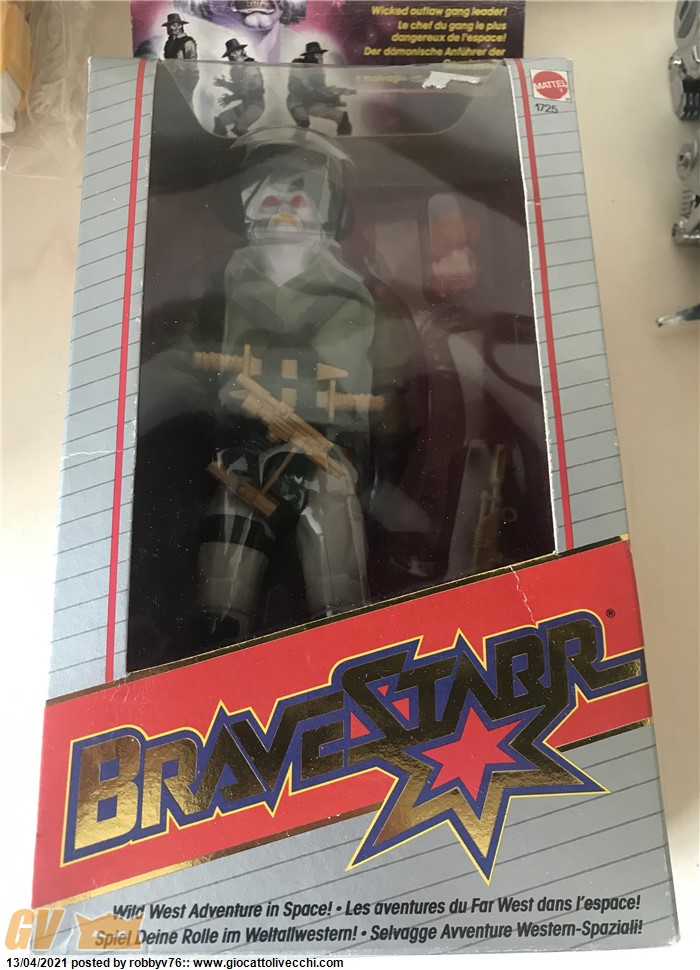 Wicked outlaw gang leader!
Le chef du gang le plus
dangereux de l'espace!
Der dämonische Anführer der
MATTEL
1725
BRAVESTARR®
Wild West Adventure in Space! • Les aventures du Far West dans l'espace!
Spiel Deine Rolle im Weltallwestern! • Selvagge Avventure Western-Spaziali!
GV
13/04/2021 posted by robbyv76:: www.giocattolivecchi.com